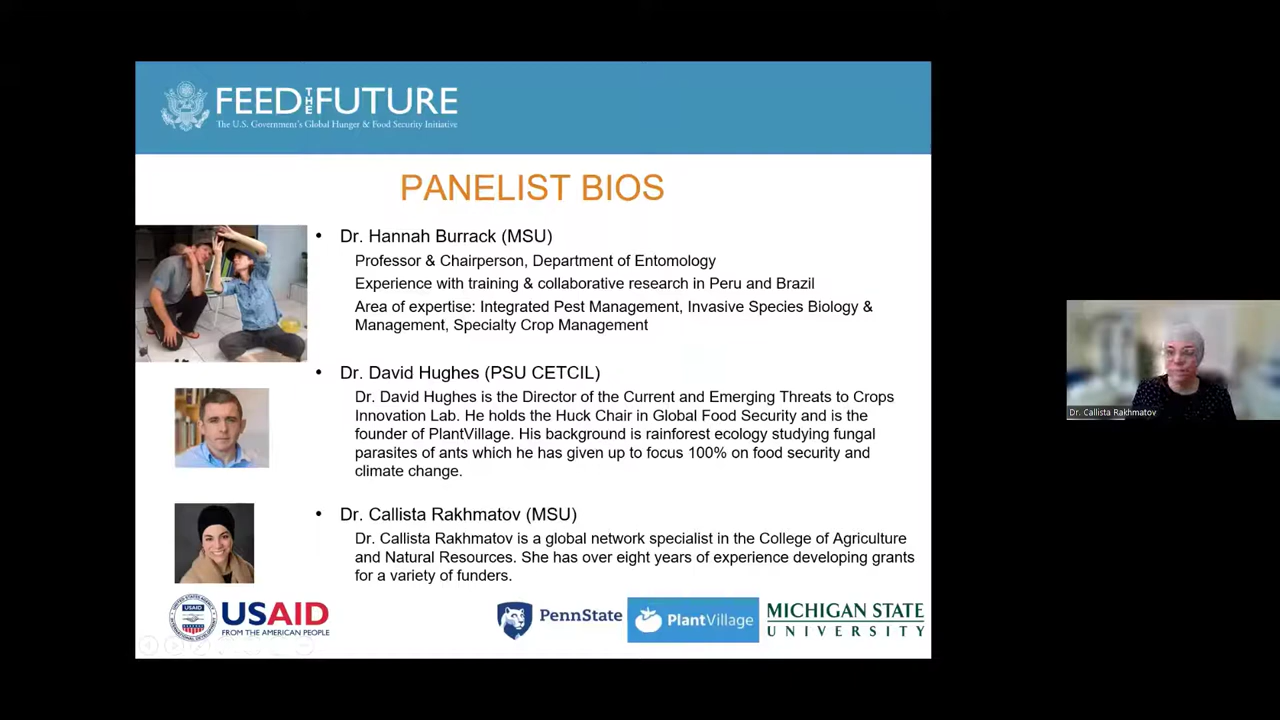 FEED THE FUTURE
The U.S. Government's Global Hunger & Food Security Initiative
PANELIST BIOS
• Dr. Hannah Burrack (MSU)
Professor & Chairperson, Department of Entomology
Experience with training & collaborative research in Peru and Brazil
Area of expertise: Integrated Pest Management, Invasive Species Biology &
Management, Specialty Crop Management
• Dr. David Hughes (PSU CETCIL)
Dr. David Hughes is the Director of the Current and Emerging Threats to Crops
Innovation Lab. He holds the Huck Chair in Global Food Security and is the
founder of PlantVillage. His background is rainforest ecology studying fungal
parasites of ants which he has given up to focus 100% on food security and
climate change.
• Dr. Callista Rakhmatov (MSU)
Dr. Callista Rakhmatov is a global network specialist in the College of Agriculture
and Natural Resources. She has over eight years of experience developing grants
for a variety of funders.
USAID
FROM THE AMERICAN PEOPLE
PennState
PlantVillage
MICHIGAN STATE
UNIVERSITY
Dr. Callista Rakhmatov